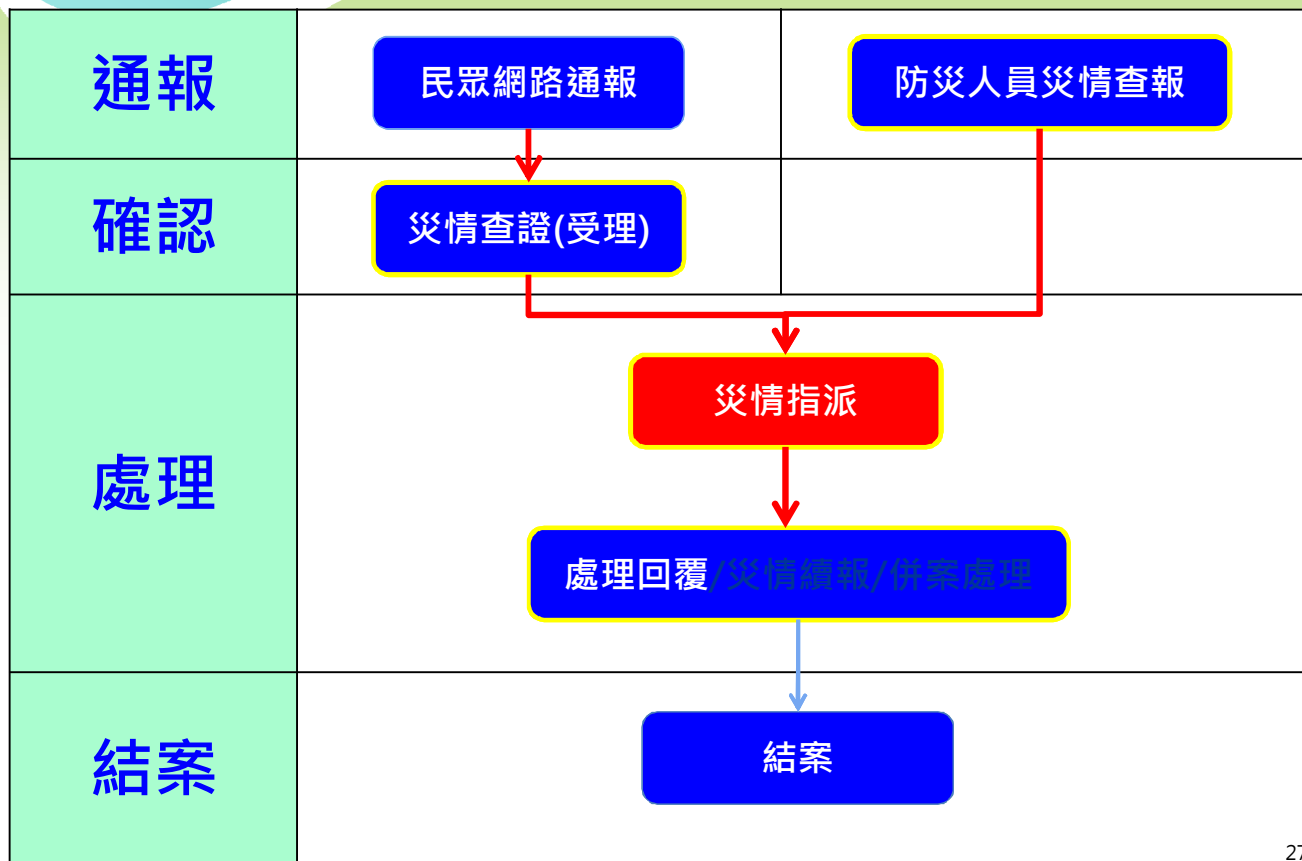 通報
民眾網路通報
防災人員災情查報
確認
災情查證(受理)
處理
災情指派
處理回覆/災情續報/併案處理
結案
結案
27